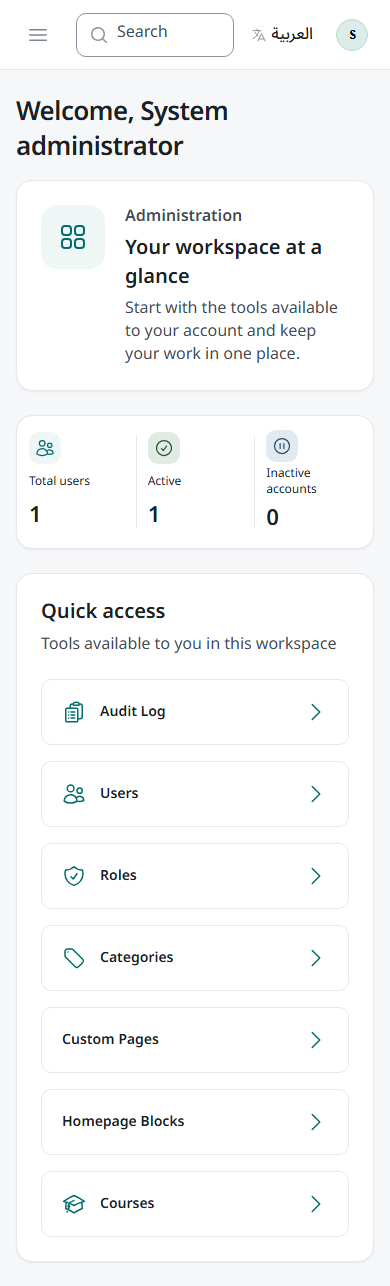 Search
العربية
S
Welcome, System
administrator
Administration
Your workspace at a
glance
Start with the tools available
to your account and keep
your work in one place.
Total users
1
Active
1
Inactive
accounts
0
Quick access
Tools available to you in this workspace
Audit Log
Users
Roles
Categories
Custom Pages
Homepage Blocks
Courses